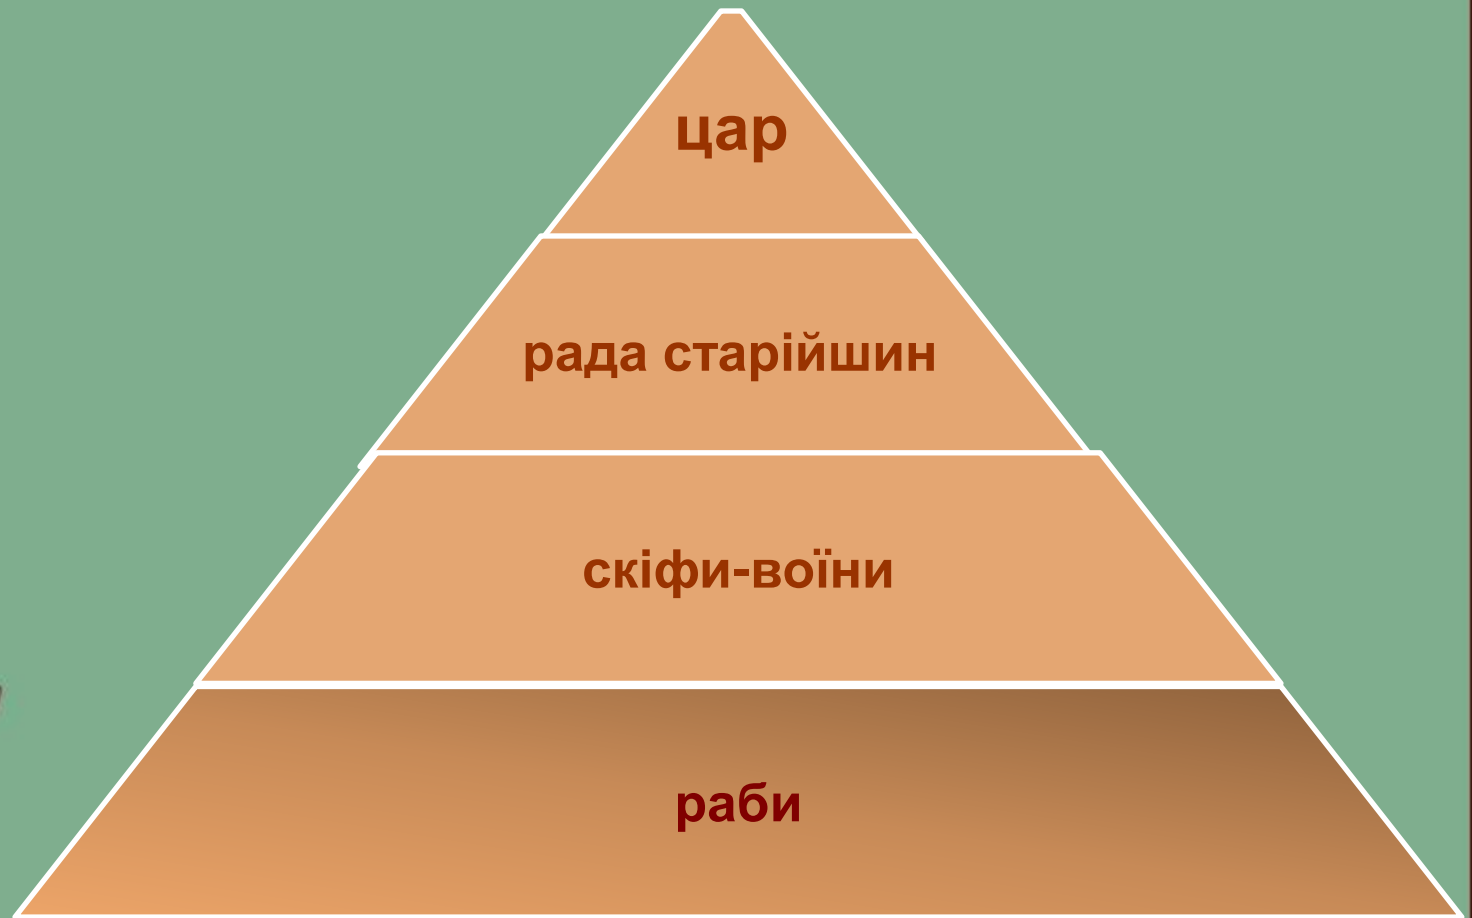 цар
рада старійшин
скіфи-воїни
раби